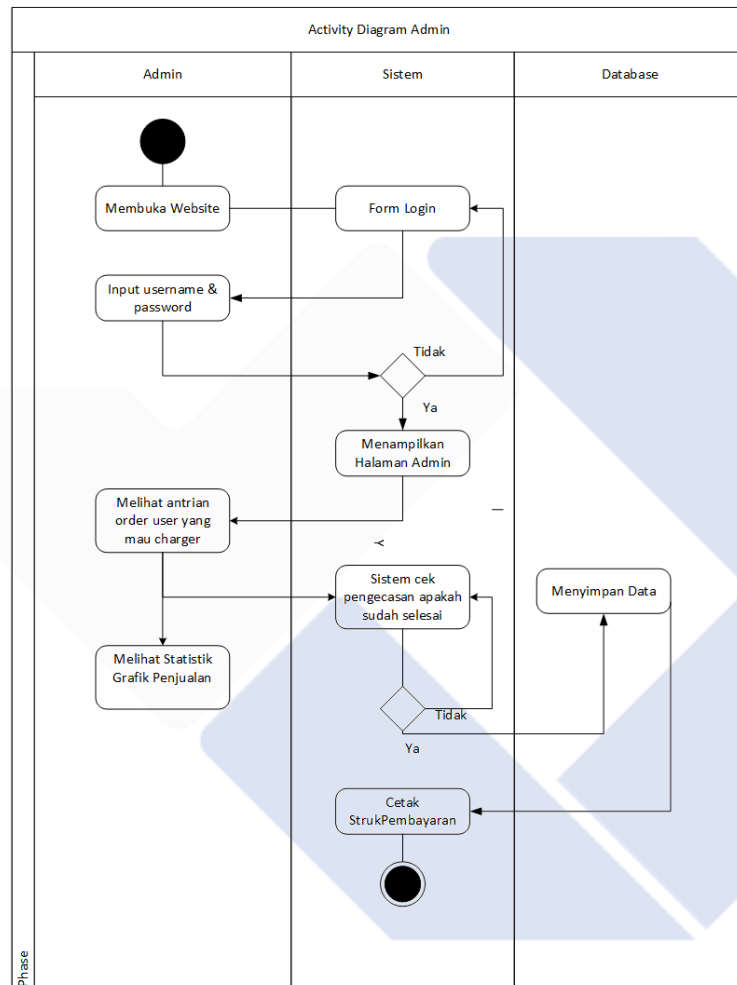 Activity Diagram Admin
Admin
Sistem
Database
Membuka Website
Form Login
Input username &
password
Tidak
Ya
Menampilkan
Halaman Admin
Melihat antrian
order user yang
mau charger
Y
Sistem cek
pengecasan apakah
sudah selesai
Menyimpan Data
Melihat Statistik
Grafik Penjualan
Tidak
Ya
Cetak
StrukPembayaran
Phase